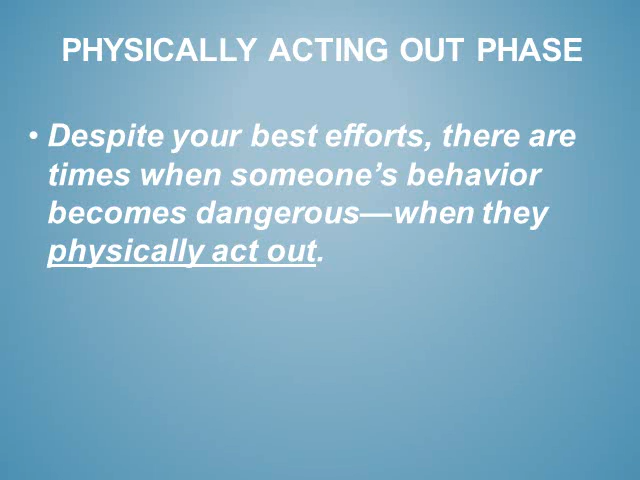 PHYSICALLY ACTING OUT PHASE
• Despite your best efforts, there are
times when someone’s behavior
becomes dangerous—when they
physically act out.